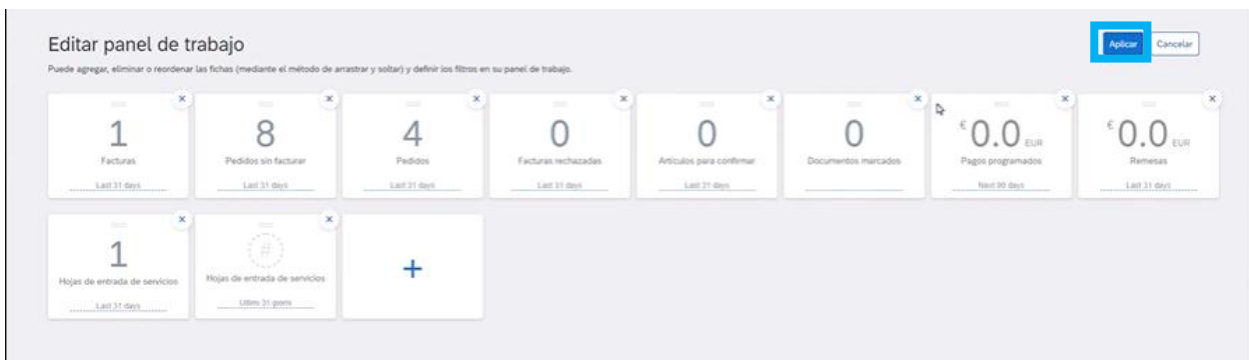 Editar panel de trabajo
Aplicar
Cancelar
Puede agregar, eliminar o reordenar las fichas (mediante el método de arrastrar y soltar) y definir los filtros en su panel de trabajo.
1
Facturas
Last 31 days
8
Pedidos sin facturar
Last 31 days
4
Pedidos
Last 31 days
0
Facturas rechazadas
Last 31 days
0
Artículos para confirmar
Last 31 days
0
Documentos marcados
€ 0.0 EUR
Pagos programados
Next 90 days
€ 0.0 EUR
Remesas
Last 31 days
1
Hojas de entrada de servicios
Last 31 days
#
Hojas de entrada de servicios
Ultimi 31 giorni
+